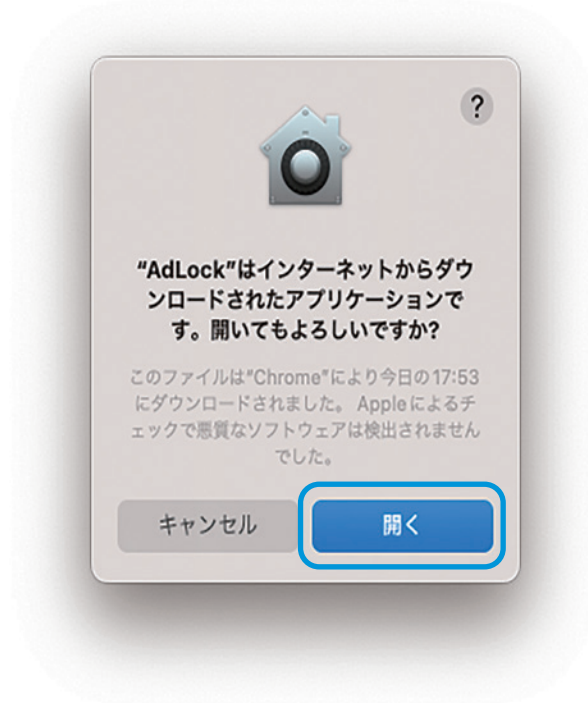 ?
“AdLock”はインターネットからダウ
ンロードされたアプリケーションで
す。開いてもよろしいですか?
このファイルは“Chrome”により今日の17:53
にダウンロードされました。 Appleによるチ
ェックで悪質なソフトウェアは検出されません
でした。
キャンセル
開く